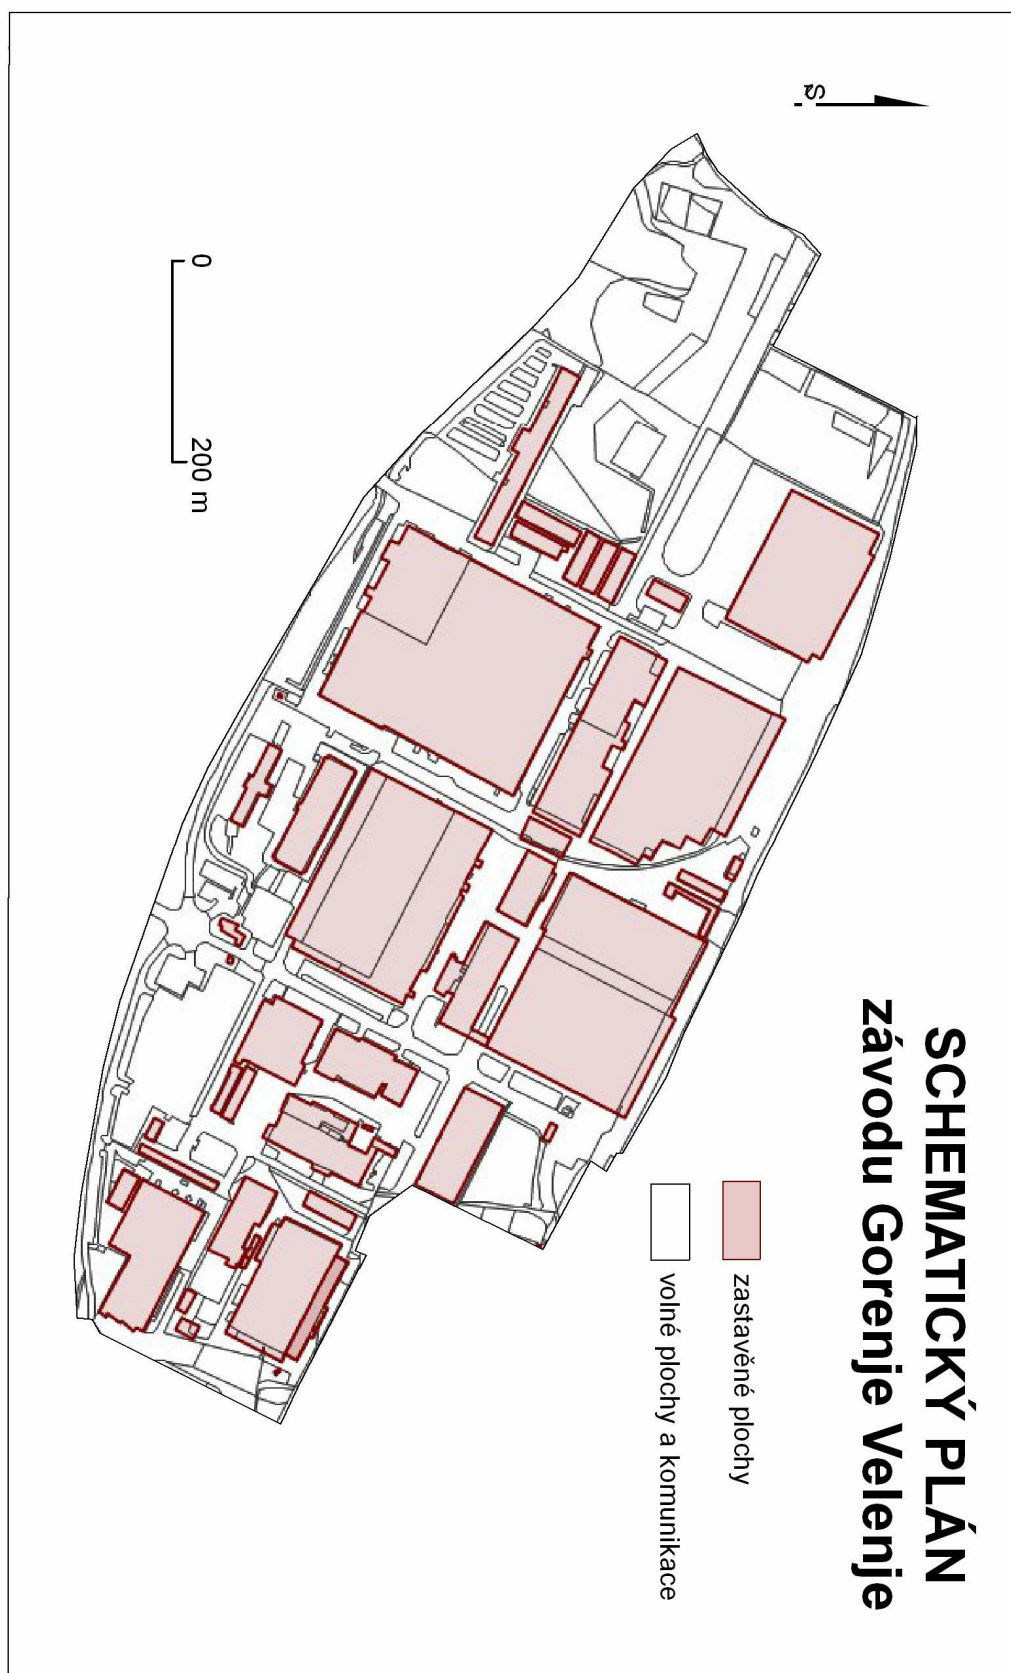 SCHEMATICKÝ PLÁN
závodu Gorenje Velenje
S
zastavěné plochy
volné plochy a komunikace
0
200 m